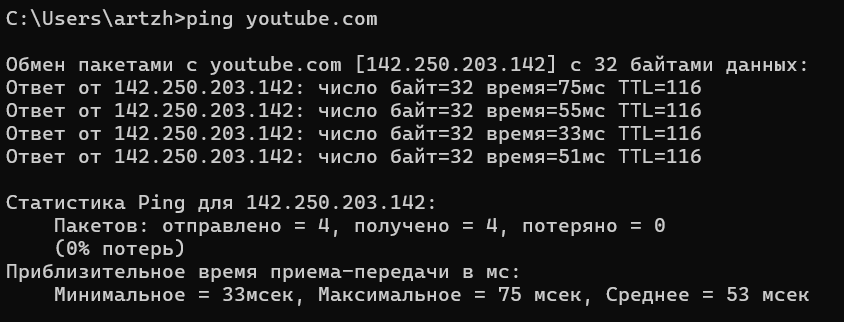 C:\Users\artzh>ping youtube.com
Обмен пакетами с youtube.com [142.250.203.142] с 32 байтами данных:
Ответ от 142.250.203.142: число байт=32 время=75мс TTL=116
Ответ от 142.250.203.142: число байт=32 время=55мс TTL=116
Ответ от 142.250.203.142: число байт=32 время=33мс TTL=116
Ответ от 142.250.203.142: число байт=32 время=51мс TTL=116
Статистика Ping для 142.250.203.142:
Пакетов: отправлено = 4, получено = 4, потеряно = 0
(0% потерь)
Приблизительное время приема-передачи в мс:
Минимальное = 33мсек, Максимальное = 75 мсек, Среднее = 53 мсек